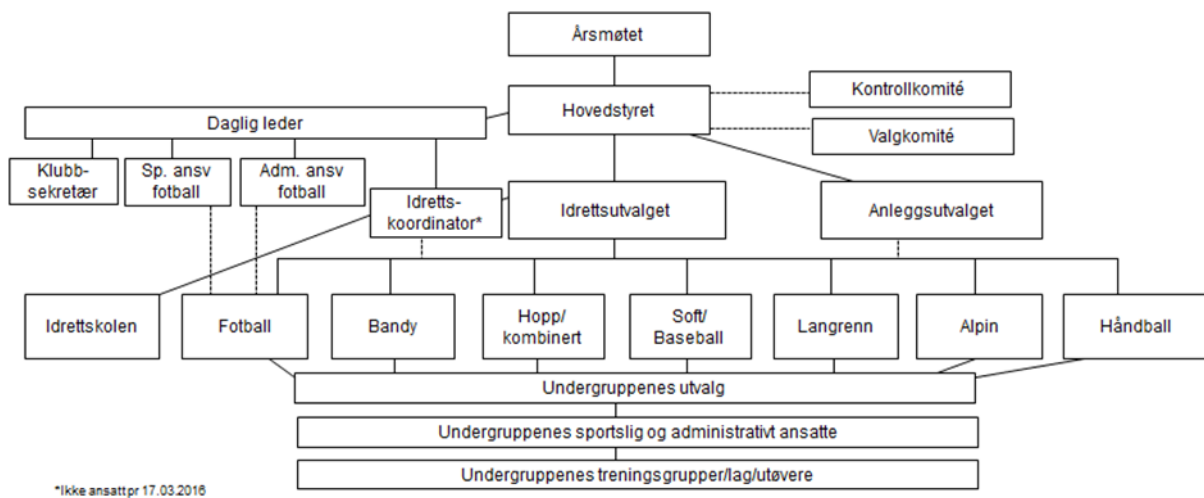 Årsmøtet
Hovedstyret
Kontrollkomité
Valgkomité
Daglig leder
Klubb-
sekretær
Sp. ansv
fotball
Adm. ansv
fotball
Idretts-
koordinator*
Idrettsutvalget
Anleggsutvalget
Idrettskolen
Fotball
Bandy
Hopp/
kombinert
Soft/
Baseball
Langrenn
Alpin
Håndball
Undergruppenes utvalg
Undergruppenes sportslig og administrativt ansatte
Undergruppenes treningsgrupper/lag/utøvere
*Ikke ansatt pr 17.03.2016